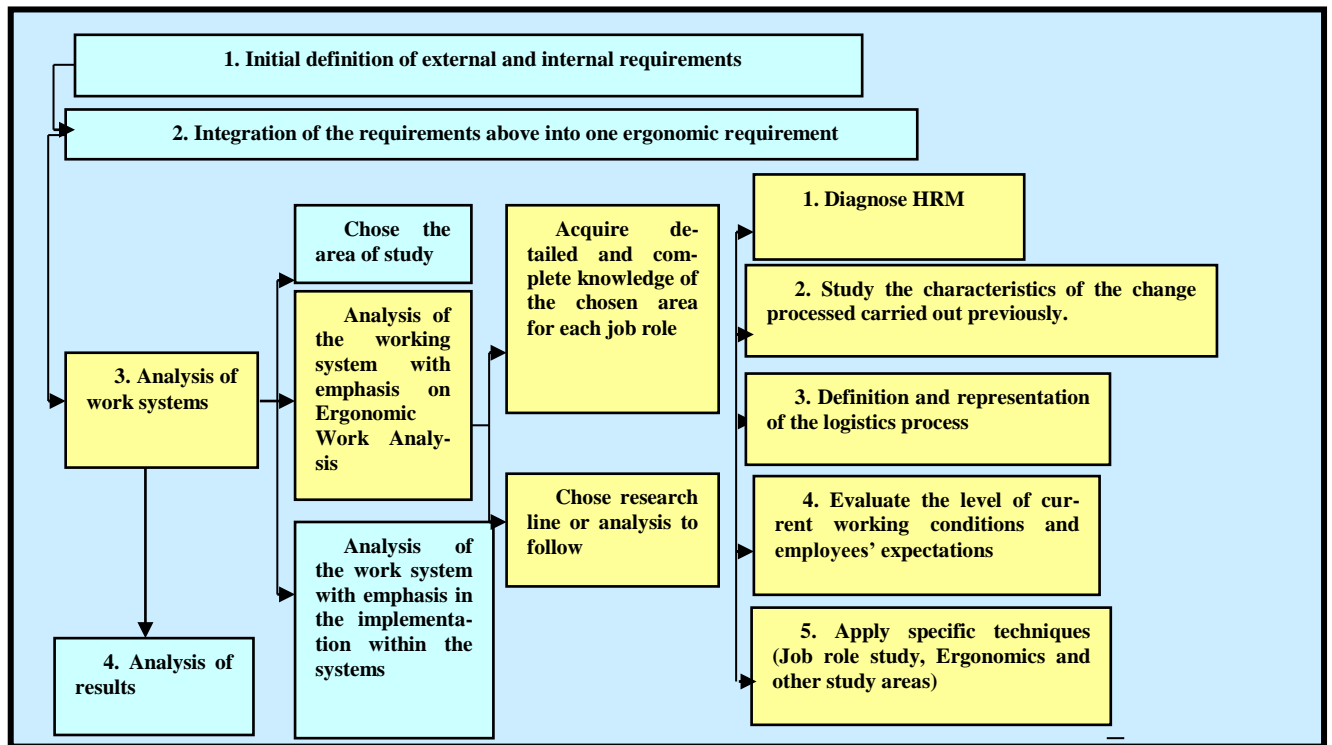 1. Initial definition of external and internal requirements
2. Integration of the requirements above into one ergonomic requirement
3. Analysis of
work systems
4. Analysis of
results
Chose the
area of study
Analysis of
the working
system with
emphasis on
Ergonomic
Work Analy-
sis
Analysis of
the work system
with emphasis in
the implementa-
tion within the
systems
Acquire de-
tailed and com-
plete knowledge of
the chosen area
for each job role
Chose research
line or analysis to
follow
1. Diagnose HRM
2. Study the characteristics of the change
processed carried out previously.
3. Definition and representation
of the logistics process
4. Evaluate the level of cur-
rent working conditions and
employees’ expectations
5. Apply specific techniques
(Job role study, Ergonomics and
other study areas)